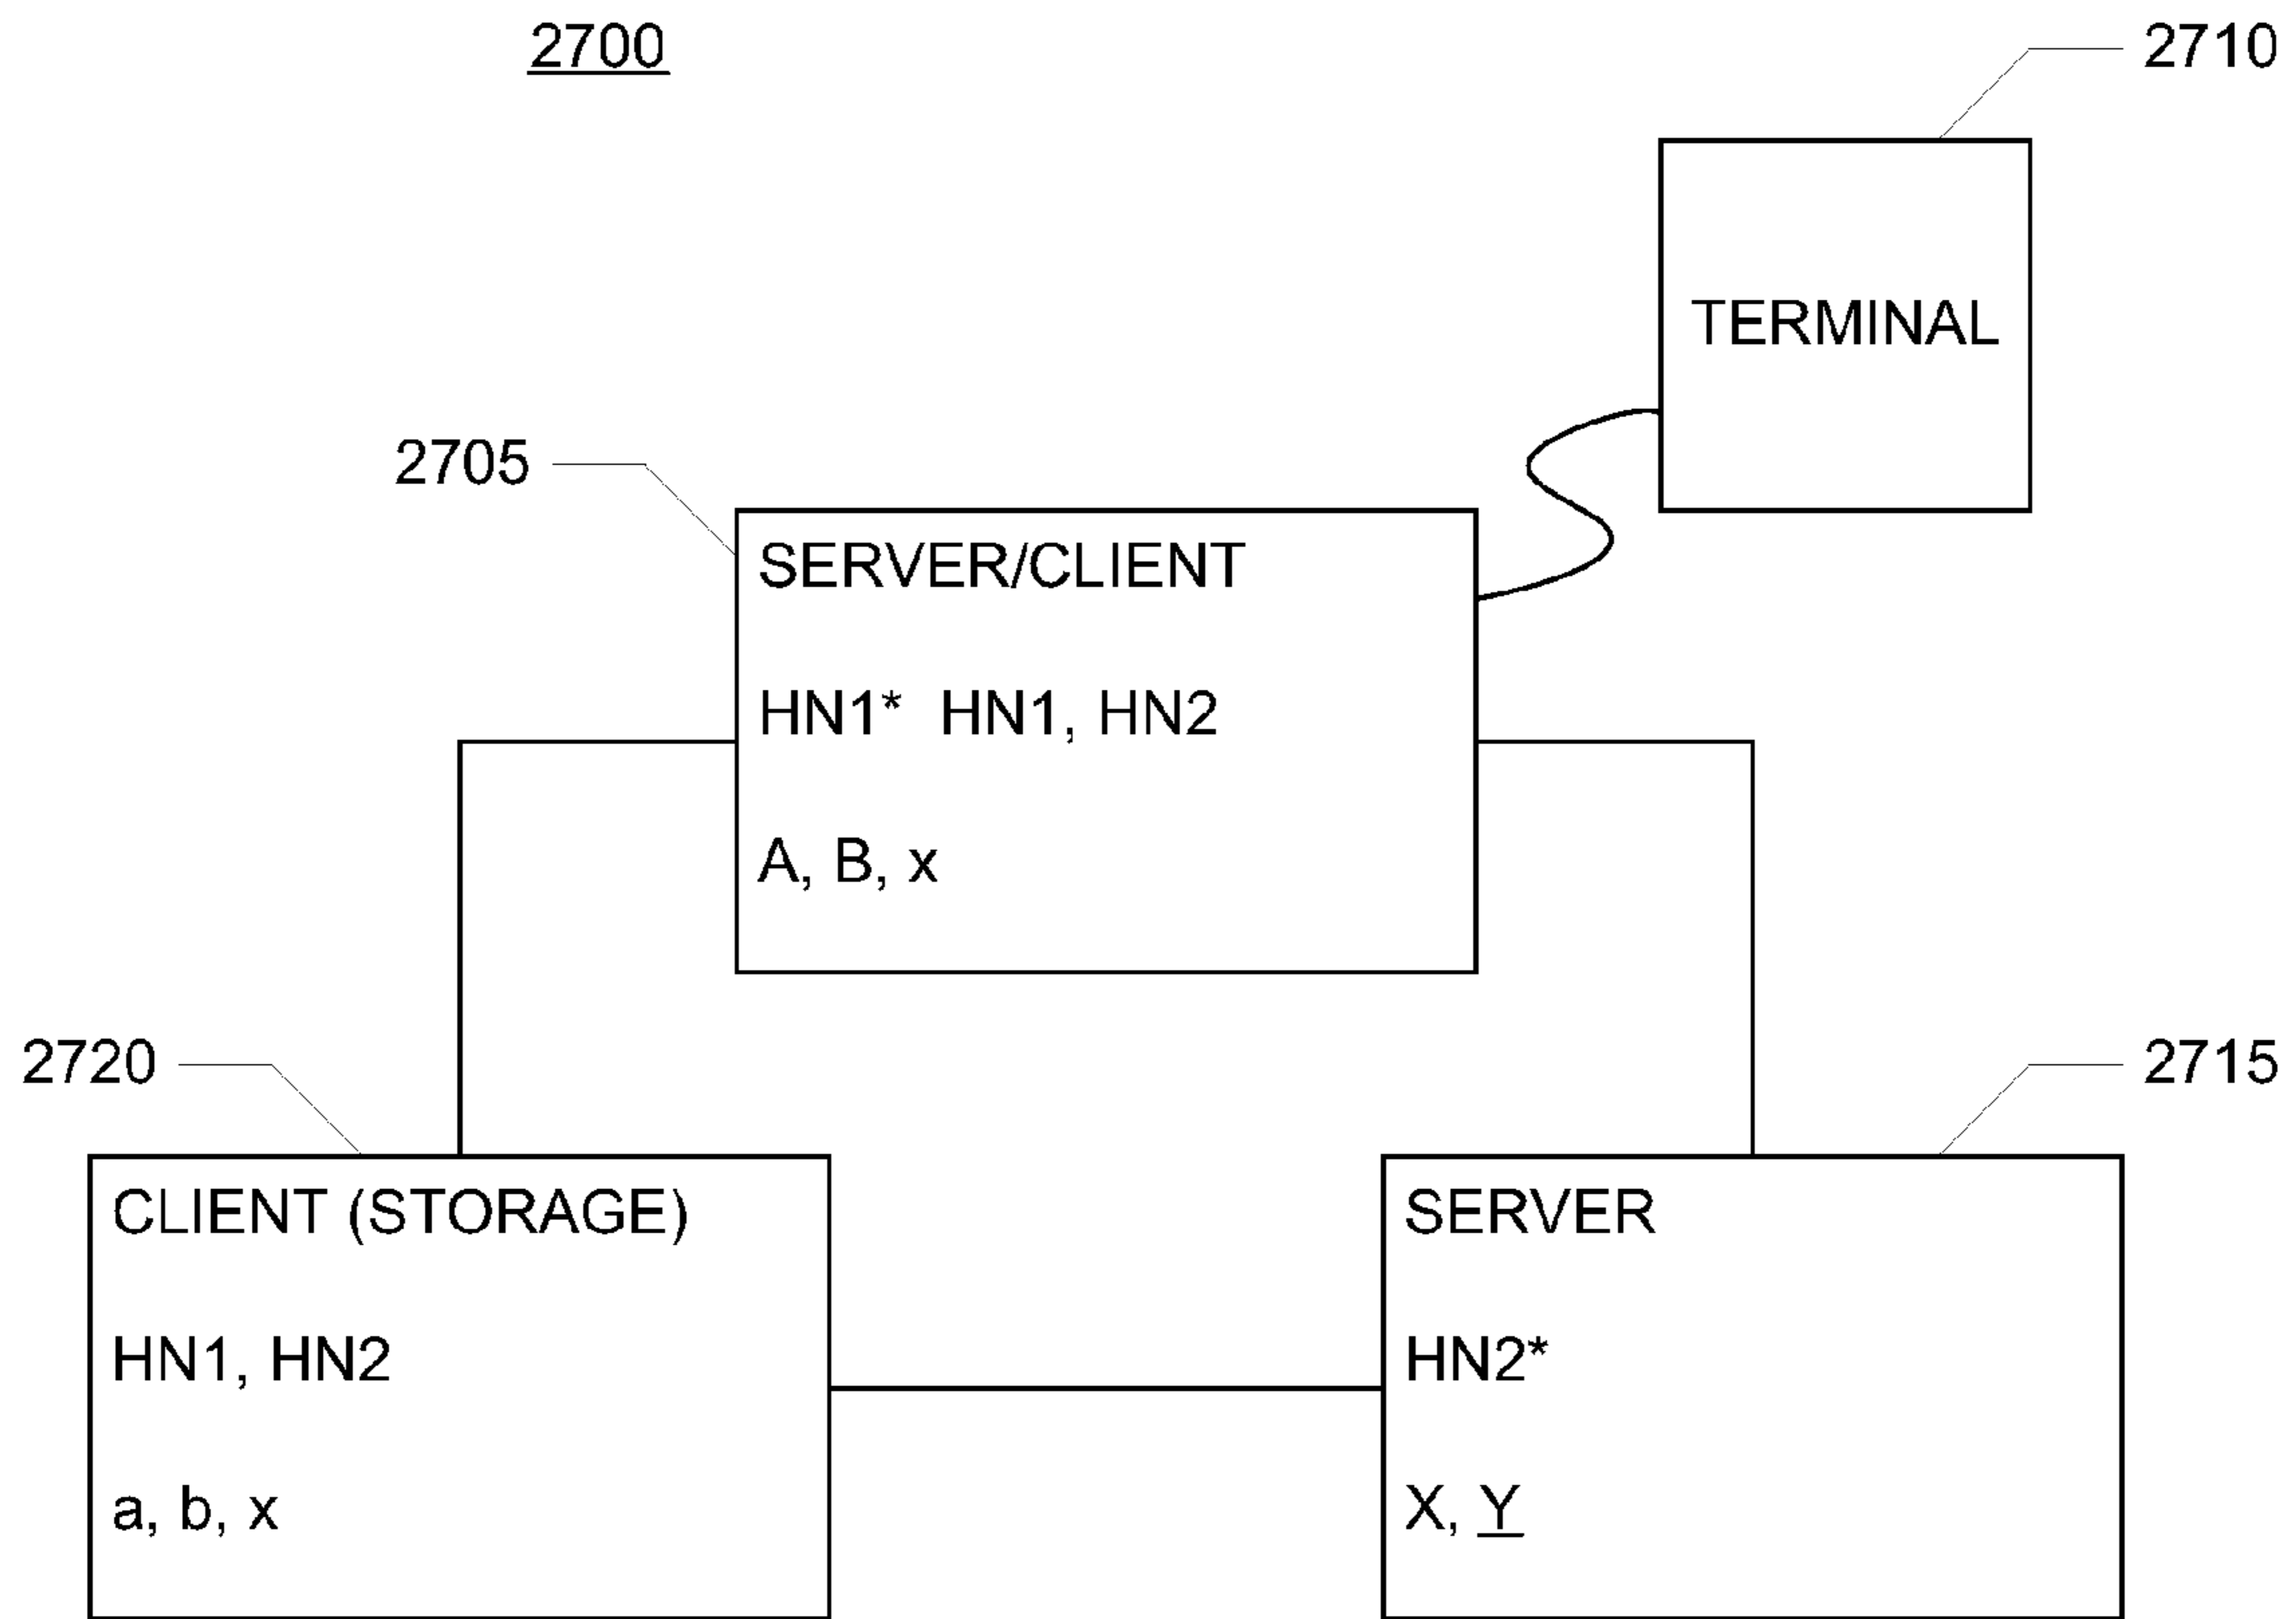 2700
2710
TERMINAL
2705
SERVER/CLIENT
HN1* HN1, HN2
A, B, x
2720
2715
CLIENT (STORAGE)
HN1, HN2
a, b, x
SERVER
HN2*
X, Y